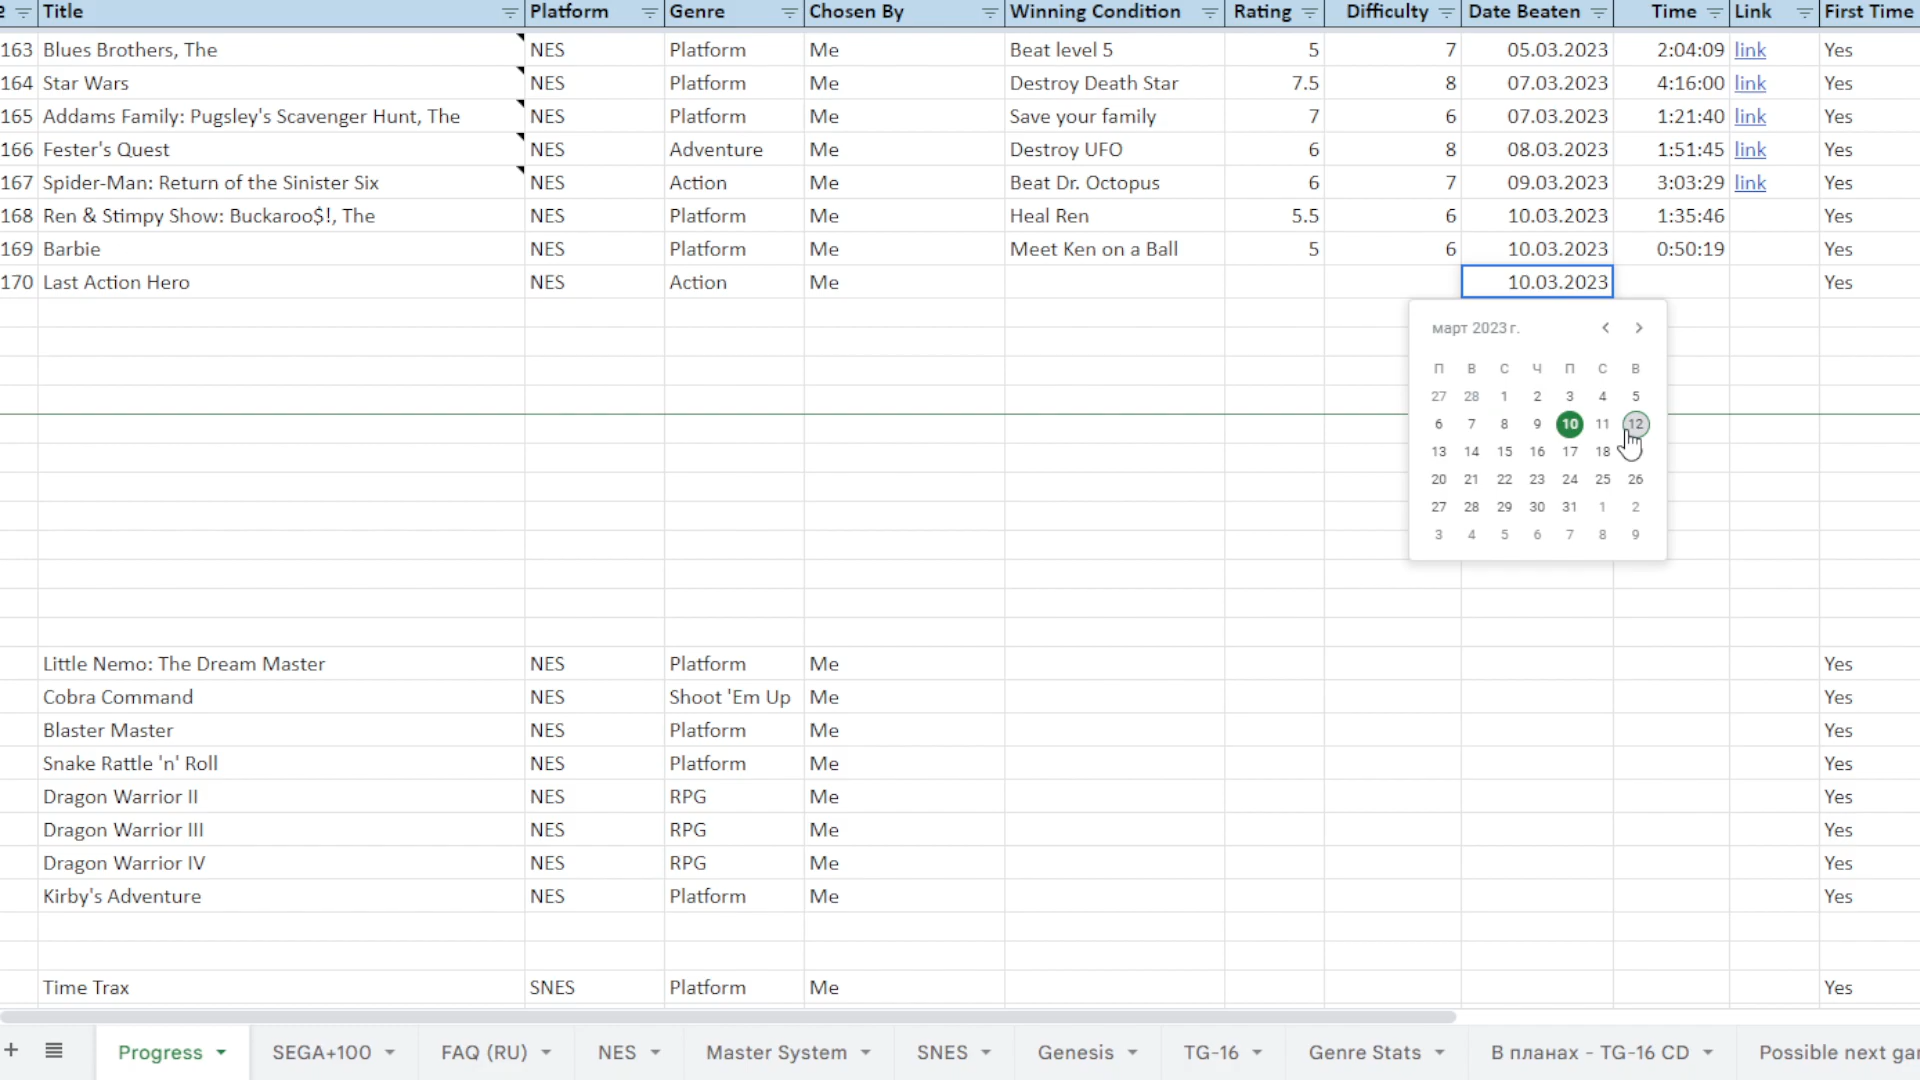 Title Platform Genre Chosen By Winning Condition Rating Difficulty Date Beaten Time Link First Time
163 Blues Brothers, The NES Platform Me Beat level 5 5 7 05.03.2023 2:04:09 link Yes
164 Star Wars NES Platform Me Destroy Death Star 7.5 8 07.03.2023 4:16:00 link Yes
165 Addams Family: Pugsley's Scavenger Hunt, The NES Platform Me Save your family 7 6 07.03.2023 1:21:40 link Yes
166 Fester's Quest NES Adventure Me Destroy UFO 6 8 08.03.2023 1:51:45 link Yes
167 Spider-Man: Return of the Sinister Six NES Action Me Beat Dr. Octopus 6 7 09.03.2023 3:03:29 link Yes
168 Ren & Stimpy Show: Buckaroo$!, The NES Platform Me Heal Ren 5.5 6 10.03.2023 1:35:46 Yes
169 Barbie NES Platform Me Meet Ken on a Ball 5 6 10.03.2023 0:50:19 Yes
170 Last Action Hero NES Action Me 10.03.2023 Yes
март 2023 г.
П В С Ч П С В
27 28 1 2 3 4 5
6 7 8 9 10 11 12
13 14 15 16 17 18
20 21 22 23 24 25 26
27 28 29 30 31 1 2
3 4 5 6 7 8 9
Little Nemo: The Dream Master NES Platform Me Yes
Cobra Command NES Shoot 'Em Up Me Yes
Blaster Master NES Platform Me Yes
Snake Rattle 'n' Roll NES Platform Me Yes
Dragon Warrior II NES RPG Me Yes
Dragon Warrior III NES RPG Me Yes
Dragon Warrior IV NES RPG Me Yes
Kirby's Adventure NES Platform Me Yes
Time Trax SNES Platform Me Yes
+ Progress SEGA+100 FAQ (RU) NES Master System SNES Genesis TG-16 Genre Stats В планах - TG-16 CD Possible next